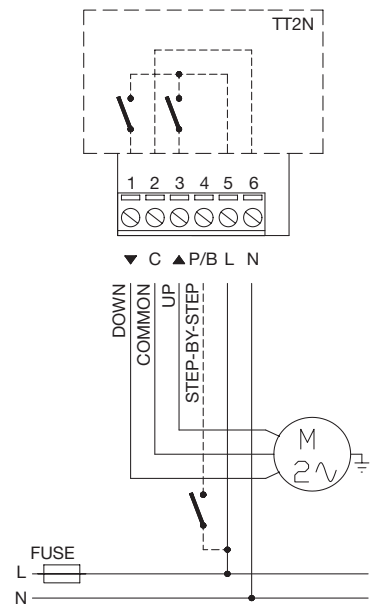 TT2N
1 2 3 4 5 6
▼ C ▲ P/B L N
DOWN
COMMON
UP
STEP-BY-STEP
M
2∿
FUSE
L
N